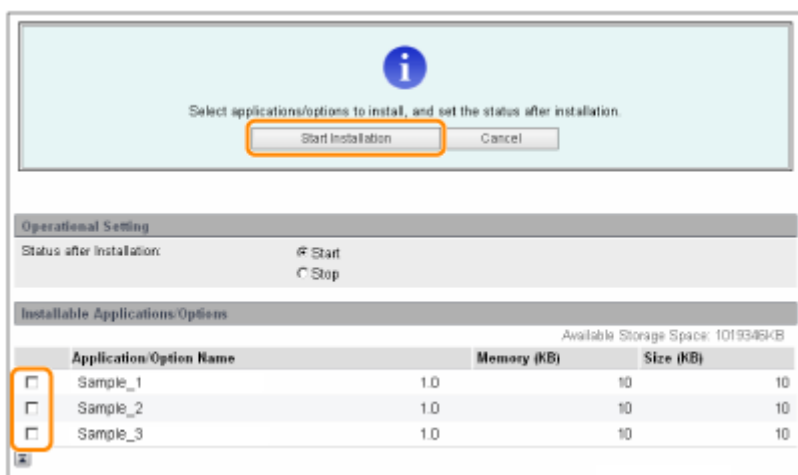 Select applications/options to install, and set the status after installation.
Start Installation Cancel
Operational Setting
Status after Installation: Start
Stop
Installable Applications/Options
Available Storage Space: 1019346KB
Application/Option Name Memory (KB) Size (KB)
Sample_1 1.0 10 10
Sample_2 1.0 10 10
Sample_3 1.0 10 10